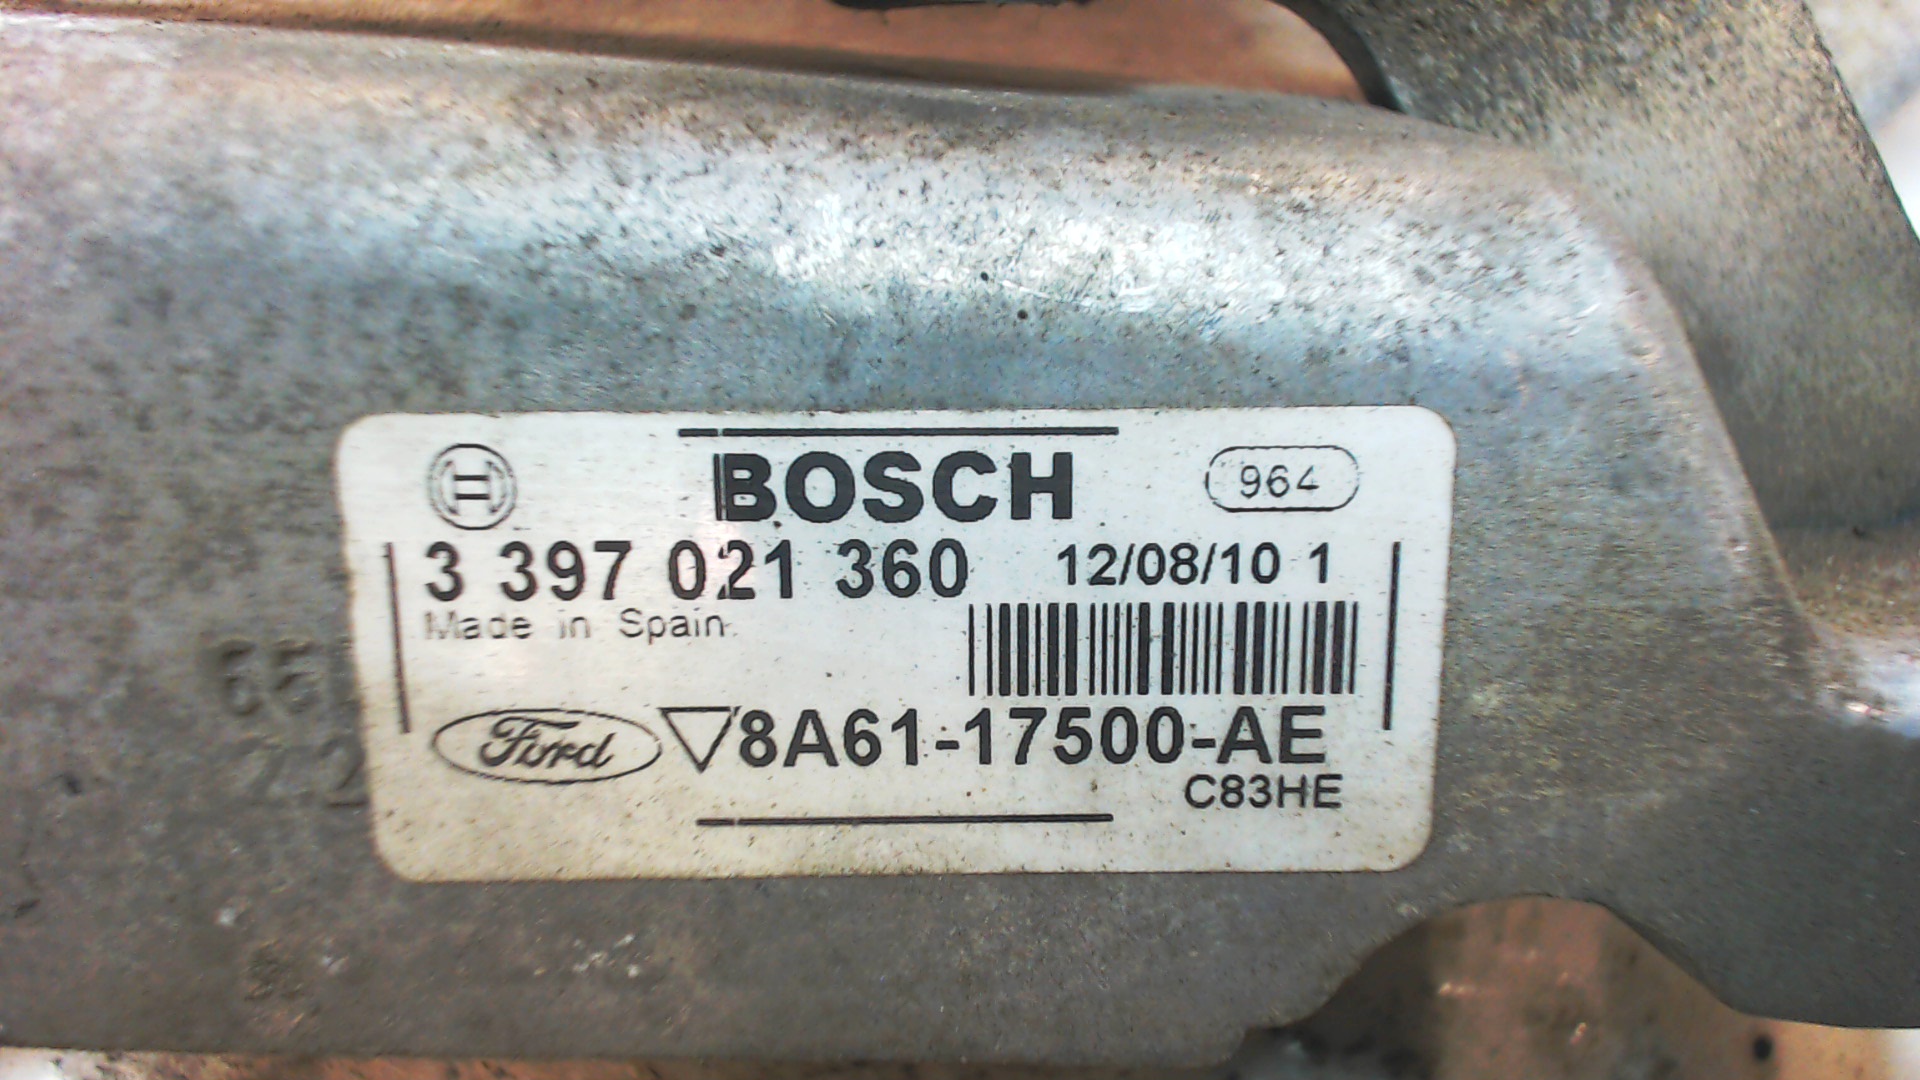 BOSCH 964
3 397 021 360 12/08/10 1
Made in Spain
Ford 8A61-17500-AE
C83HE